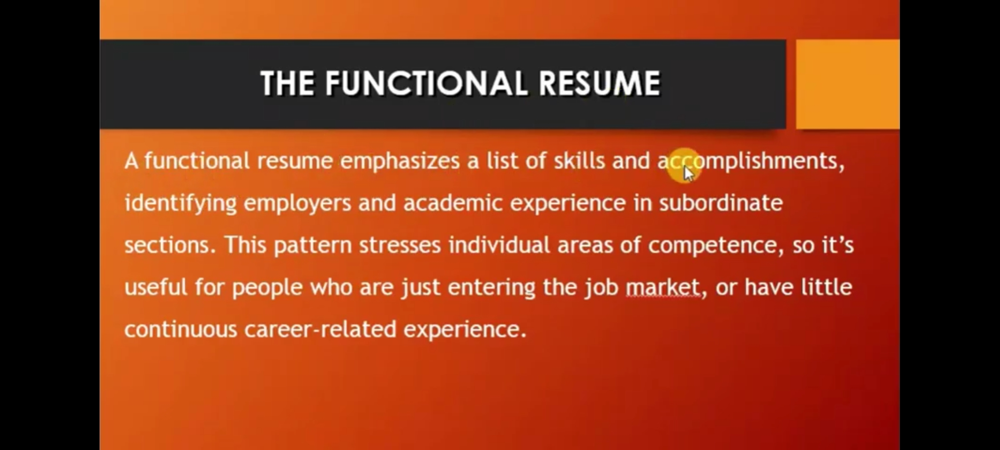 THE FUNCTIONAL RESUME
A functional resume emphasizes a list of skills and accomplishments,
identifying employers and academic experience in subordinate
sections. This pattern stresses individual areas of competence, so it’s
useful for people who are just entering the job market, or have little
continuous career-related experience.